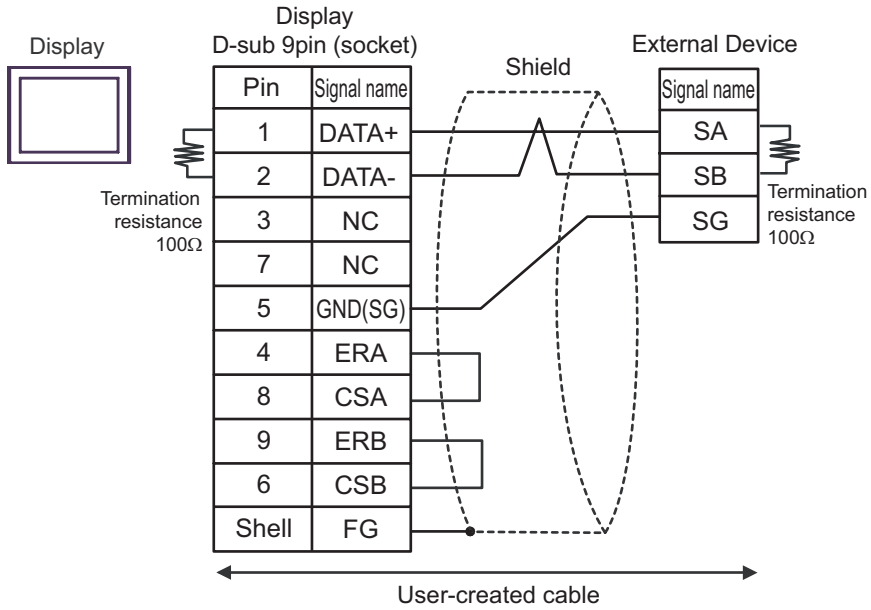 Display
Display
D-sub 9pin (socket)
Shield
External Device
Pin Signal name
Signal name
1 DATA+
SA
2 DATA-
SB
3 NC
SG
7 NC
5 GND(SG)
4 ERA
8 CSA
9 ERB
6 CSB
Shell FG
Termination
resistance
100Ω
Termination
resistance
100Ω
User-created cable